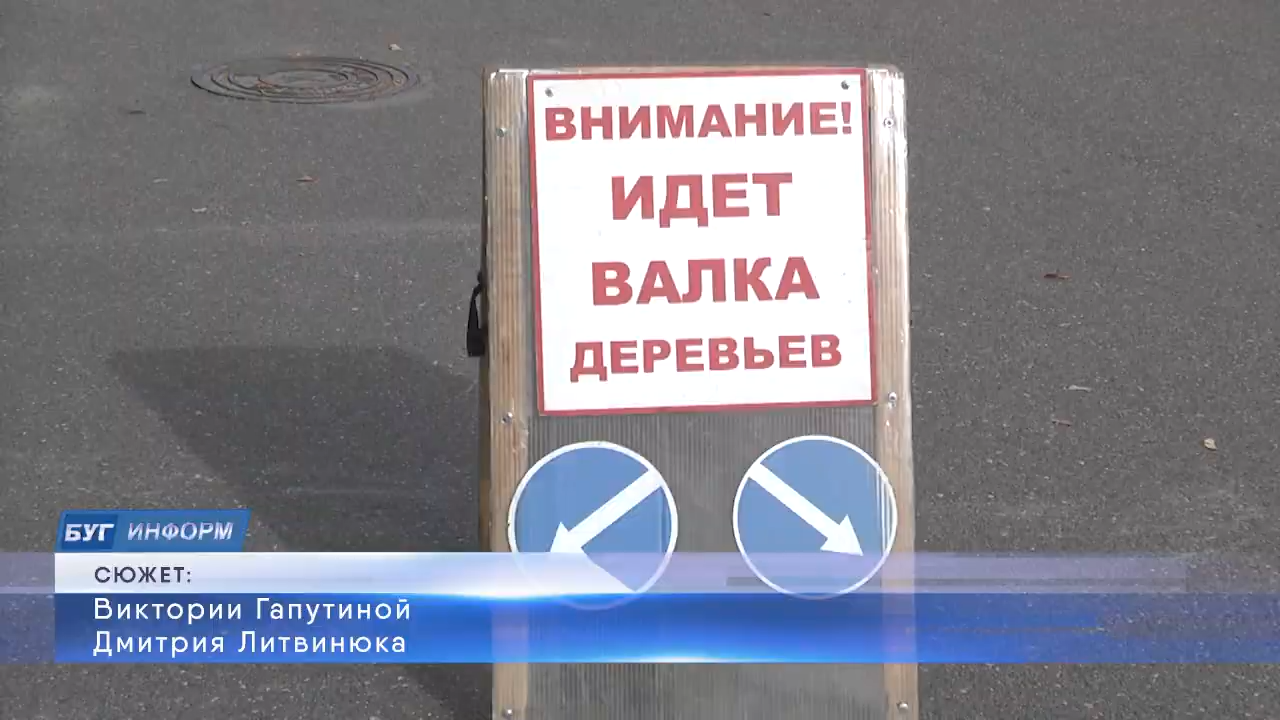 ВНИМАНИЕ!
ИДЕТ
ВАЛКА
ДЕРЕВЬЕВ
БУГ ИНФОРМ
СЮЖЕТ:
Виктории Гапутиной
Дмитрия Литвинюка